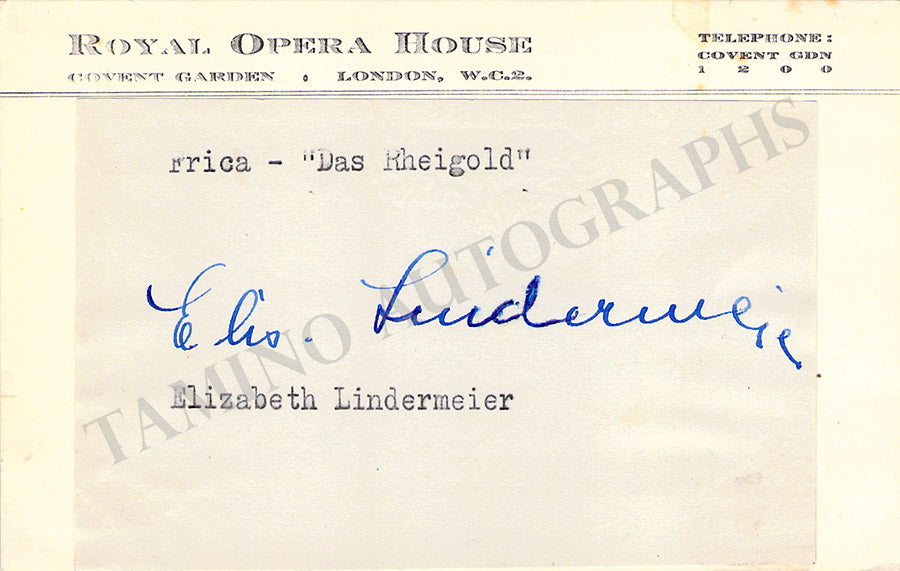 ROYAL OPERA HOUSE
COVENT GARDEN . LONDON, W.C.2.
TELEPHONE:
COVENT GDN
1 2 0 0
Frica - "Das Rheigold"
Elis. Lindermeier
Elizabeth Lindermeier
TAMINO AUTOGRAPHS